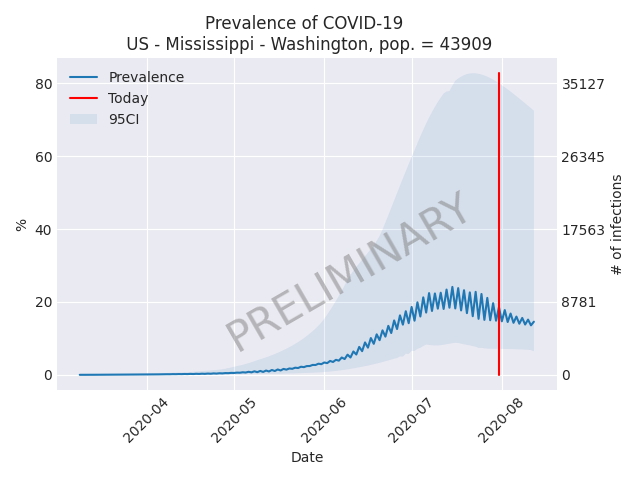 Prevalence of COVID-19
US - Mississippi - Washington, pop. = 43909
Prevalence
Today
95CI
80
60
40
20
0
%
35127
26345
17563
8781
0
# of infections
PRELIMINARY
2020-04
2020-05
2020-06
2020-07
2020-08
Date